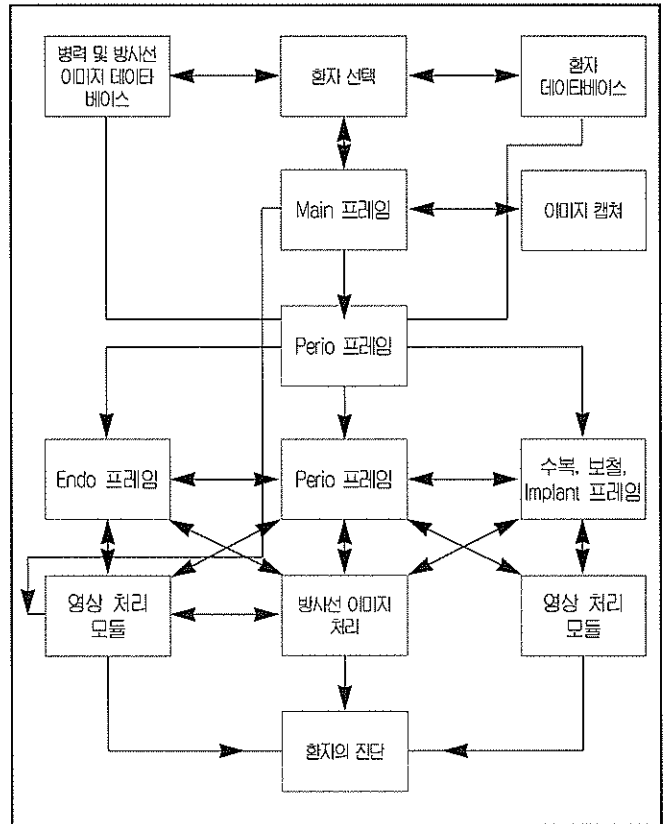 병력 및 방사선
이미지 데이타
베이스
환자 선택
환자
데이타베이스
Main 프레임
이미지 캡쳐
Perio 프레임
Endo 프레임
Perio 프레임
수복, 보철,
Implant 프레임
영상 처리
모듈
방사선 이미지
처리
영상 처리
모듈
환자의 진단